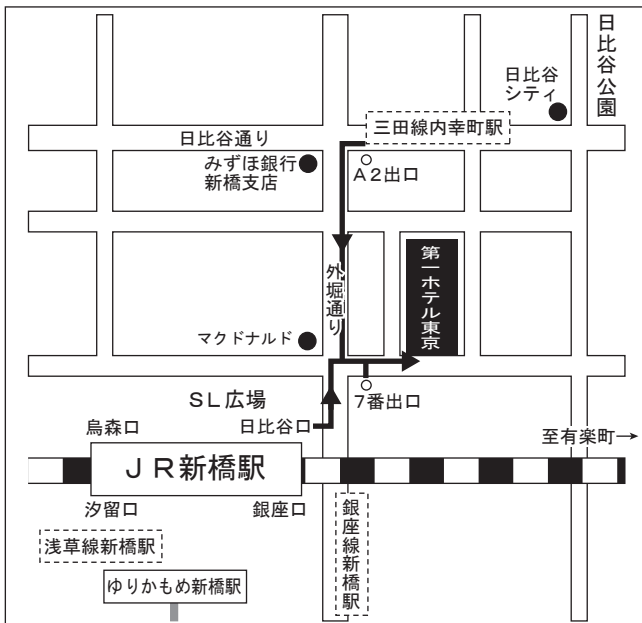 日比谷公園
日比谷
シティ
三田線内幸町駅
日比谷通り
みずほ銀行
新橋支店
A2出口
第一ホテル東京
外堀通り
マクドナルド
SL広場
7番出口
烏森口
日比谷口
至有楽町→
JR新橋駅
汐留口
銀座口
銀座線新橋駅
浅草線新橋駅
ゆりかもめ新橋駅